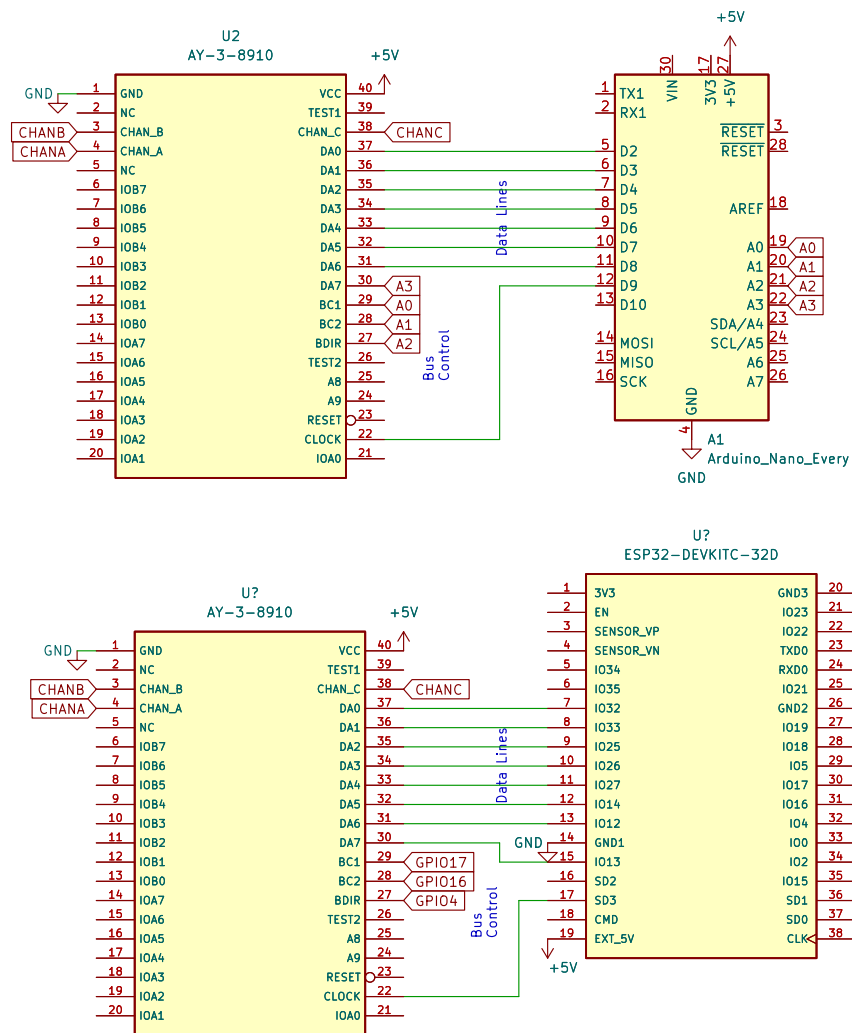 U2
AY-3-8910
+5V
+5V
GND
1 GND VCC 40
2 NC TEST1 39
CHANB 3 CHAN_B CHAN_C 38 CHANC
CHANA 4 CHAN_A DA0 37
5 NC DA1 36
6 IOB7 DA2 35
7 IOB6 DA3 34
8 IOB5 DA4 33
9 IOB4 DA5 32
10 IOB3 DA6 31
11 IOB2 DA7 30 A3
12 IOB1 BC1 29 A0
13 IOB0 BC2 28 A1
14 IOA7 BDIR 27 A2
15 IOA6 TEST2 26
16 IOA5 A8 25
17 IOA4 A9 24
18 IOA3 RESET 23
19 IOA2 CLOCK 22
20 IOA1 IOA0 21
Data Lines
Bus
Control
30 17 27
VIN 3V3 +5V
1 TX1
2 RX1
RESET 3
5 D2 RESET 28
6 D3
7 D4
8 D5 AREF 18
9 D6
10 D7 A0 19 A0
11 D8 A1 20 A1
12 D9 A2 21 A2
13 D10 A3 22 A3
SDA/A4 23
14 MOSI SCL/A5 24
15 MISO A6 25
16 SCK A7 26
GND
4
A1
Arduino_Nano_Every
GND
U?
AY-3-8910
+5V
GND
1 GND VCC 40
2 NC TEST1 39
CHANB 3 CHAN_B CHAN_C 38 CHANC
CHANA 4 CHAN_A DA0 37
5 NC DA1 36
6 IOB7 DA2 35
7 IOB6 DA3 34
8 IOB5 DA4 33
9 IOB4 DA5 32
10 IOB3 DA6 31
11 IOB2 DA7 30
12 IOB1 BC1 29 GPIO17
13 IOB0 BC2 28 GPIO16
14 IOA7 BDIR 27 GPIO4
15 IOA6 TEST2 26
16 IOA5 A8 25
17 IOA4 A9 24
18 IOA3 RESET 23
19 IOA2 CLOCK 22
20 IOA1 IOA0 21
Data Lines
Bus
Control
U?
ESP32-DEVKITC-32D
1 3V3 GND3 20
2 EN IO23 21
3 SENSOR_VP IO22 22
4 SENSOR_VN TXD0 23
5 IO34 RXD0 24
6 IO35 IO21 25
7 IO32 GND2 26
8 IO33 IO19 27
9 IO25 IO18 28
10 IO26 IO5 29
11 IO27 IO17 30
12 IO14 IO16 31
13 IO12 IO4 32
GND 14 GND1 IO0 33
15 IO13 IO2 34
16 SD2 IO15 35
17 SD3 SD1 36
18 CMD SD0 37
19 EXT_5V CLK 38
+5V